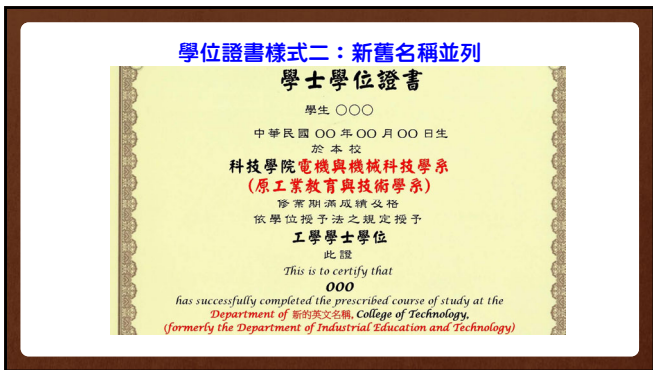 學位證書樣式二：新舊名稱並列
學士學位證書
學生 ○○○
中華民國 OO 年 OO 月 OO 日生
於本校
科技學院電機與機械科技學系
(原工業教育與技術學系)
修業期滿成績及格
依學位授予法之規定授予
工學學士學位
此證
This is to certify that
OOO
has successfully completed the prescribed course of study at the
Department of 新的英文名稱, College of Technology,
(formerly the Department of Industrial Education and Technology)